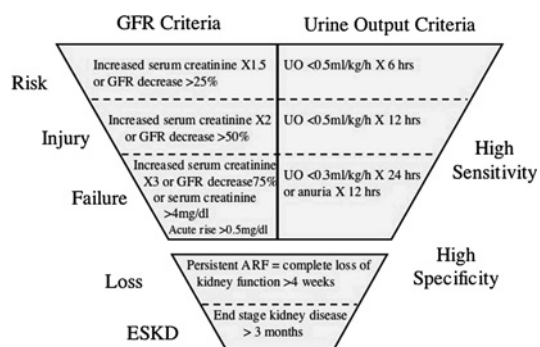 GFR Criteria
Urine Output Criteria
Risk
Increased serum creatinine X1.5
or GFR decrease >25%
UO <0.5ml/kg/h X 6 hrs
Injury
Increased serum creatinine X2
or GFR decrease >50%
UO <0.5ml/kg/h X 12 hrs
Failure
Increased serum creatinine
X3 or GFR decrease75%
or serum creatinine
>4mg/dl
Acute rise >0.5mg/dl
UO <0.3ml/kg/h X 24 hrs
or anuria X 12 hrs
High
Sensitivity
Loss
Persistent ARF = complete loss of
kidney function >4 weeks
High
Specificity
ESKD
End stage kidney disease
> 3 months